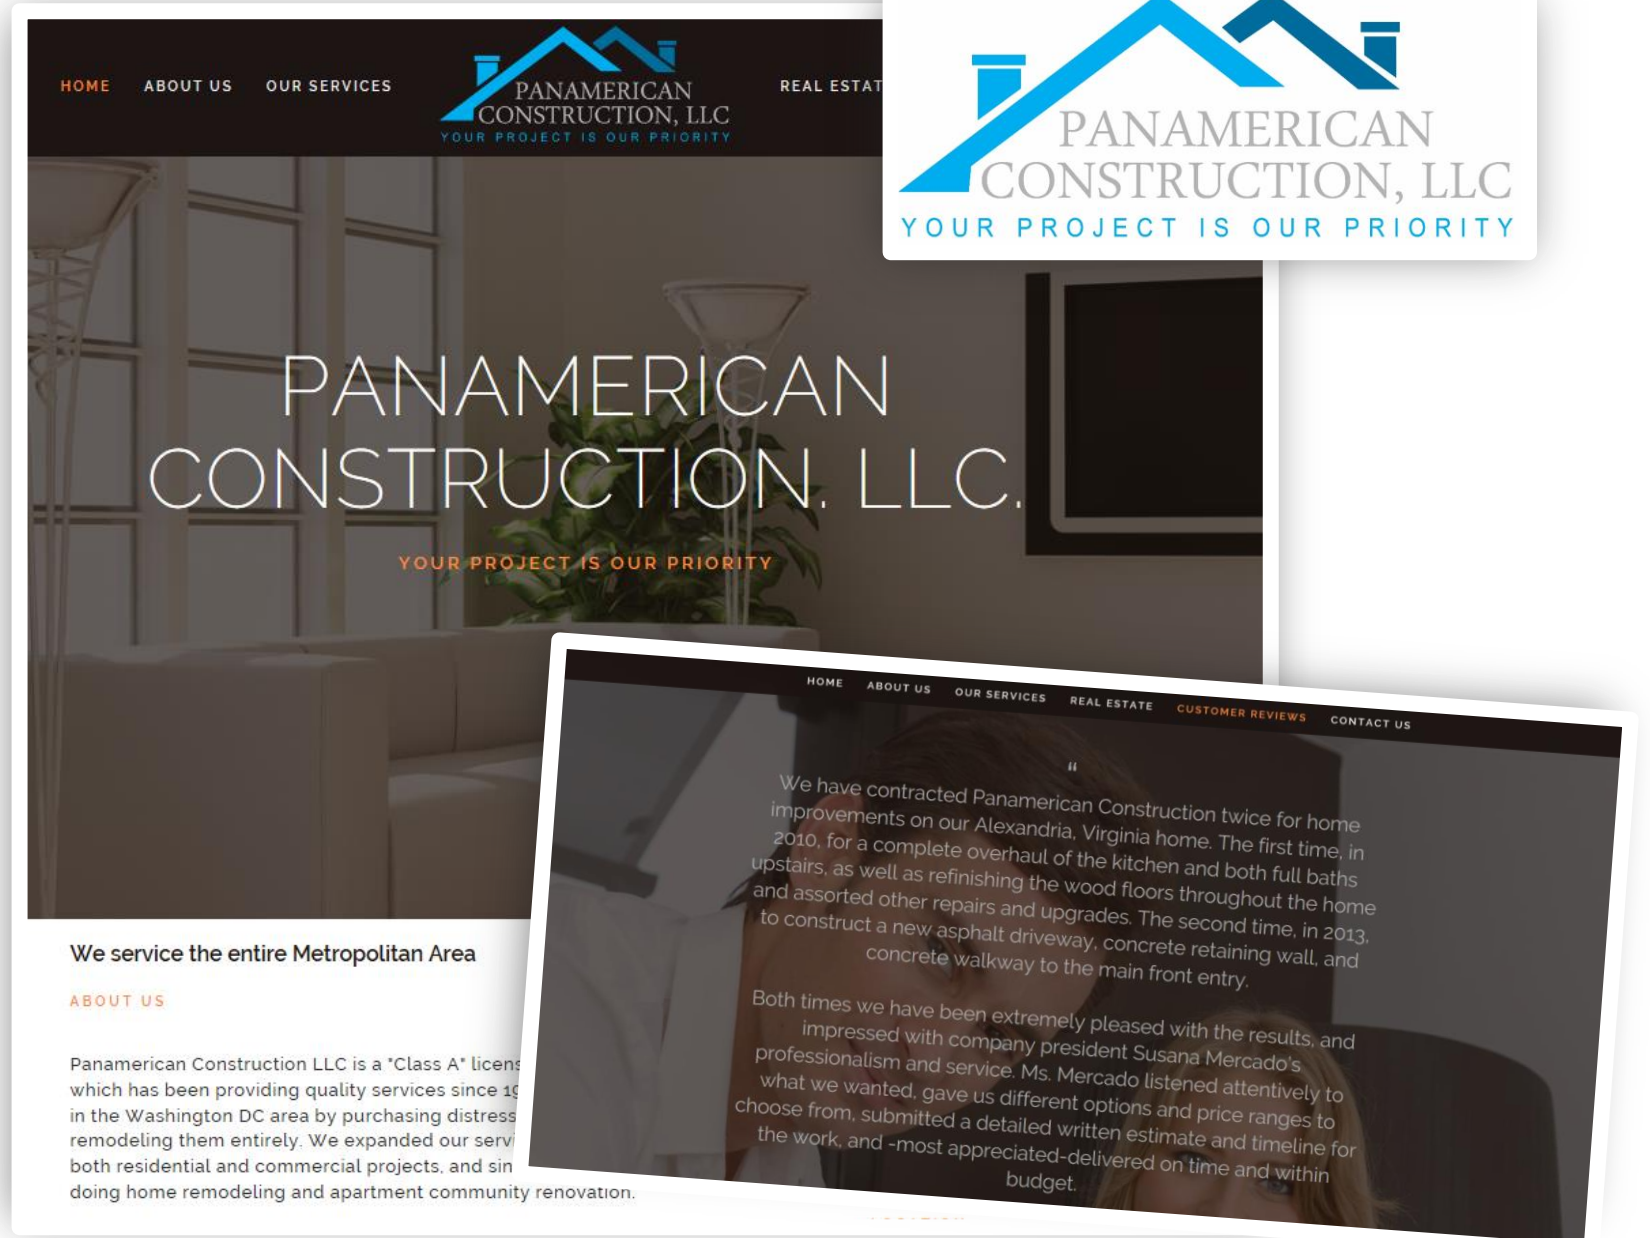 HOME ABOUT US OUR SERVICES
PANAMERICAN
CONSTRUCTION, LLC
YOUR PROJECT IS OUR PRIORITY
REAL ESTAT
PANAMERICAN
CONSTRUCTION, LLC
YOUR PROJECT IS OUR PRIORITY
PANAMERICAN
CONSTRUCTION. LLC.
YOUR PROJECT IS OUR PRIORITY
We service the entire Metropolitan Area
ABOUT US
Panamerican Construction LLC is a "Class A" licens
which has been providing quality services since 19
in the Washington DC area by purchasing distress
remodeling them entirely. We expanded our servi
both residential and commercial projects, and sin
doing home remodeling and apartment community renovation.
HOME ABOUT US OUR SERVICES REAL ESTATE CUSTOMER REVIEWS CONTACT US
“
We have contracted Panamerican Construction twice for home
improvements on our Alexandria, Virginia home. The first time, in
2010, for a complete overhaul of the kitchen and both full baths
upstairs, as well as refinishing the wood floors throughout the home
and assorted other repairs and upgrades. The second time, in 2013,
to construct a new asphalt driveway, concrete retaining wall, and
concrete walkway to the main front entry.
Both times we have been extremely pleased with the results, and
impressed with company president Susana Mercado's
professionalism and service. Ms. Mercado listened attentively to
what we wanted, gave us different options and price ranges to
choose from, submitted a detailed written estimate and timeline for
the work, and -most appreciated-delivered on time and within
budget.